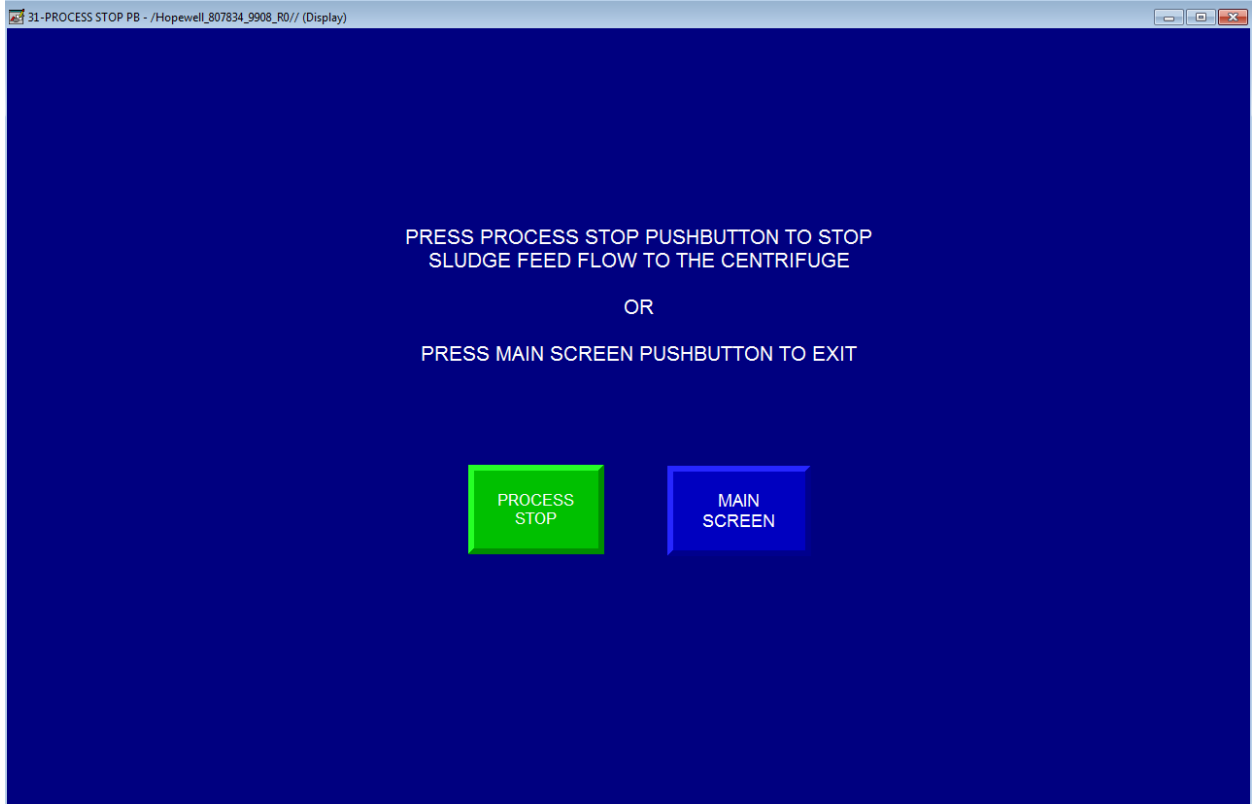 31-PROCESS STOP PB - /Hopewell_807834_9908_R0// (Display)
PRESS PROCESS STOP PUSHBUTTON TO STOP
SLUDGE FEED FLOW TO THE CENTRIFUGE
OR
PRESS MAIN SCREEN PUSHBUTTON TO EXIT
PROCESS
STOP
MAIN
SCREEN